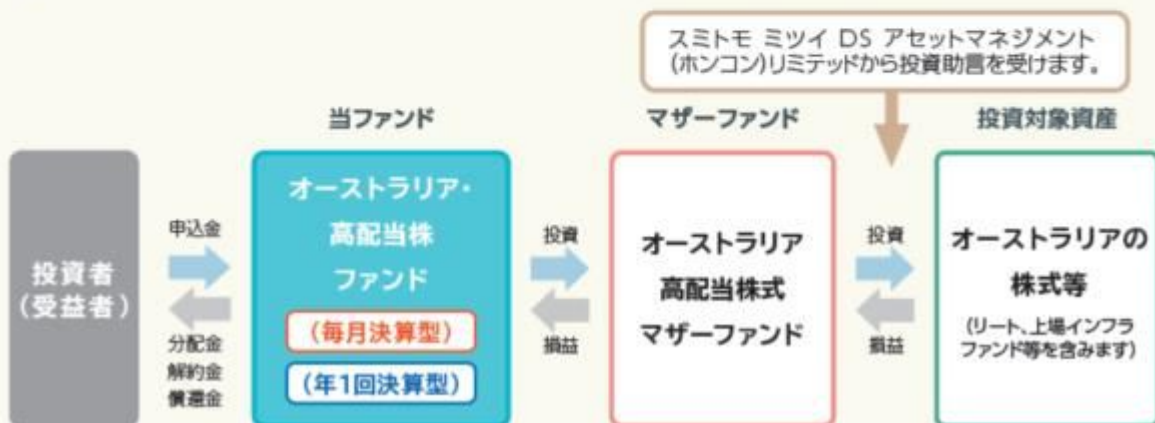 スミトモ ミツイ DS アセットマネジメント
(ホンコン)リミテッドから投資助言を受けます。
当ファンド
マザーファンド
投資対象資産
投資者
(受益者)
申込金
分配金
解約金
償還金
オーストラリア・
高配当株
ファンド
(毎月決算型)
(年1回決算型)
投資
損益
オーストラリア
高配当株式
マザーファンド
投資
損益
オーストラリアの
株式等
(リート、上場インフラ
ファンド等を含みます)